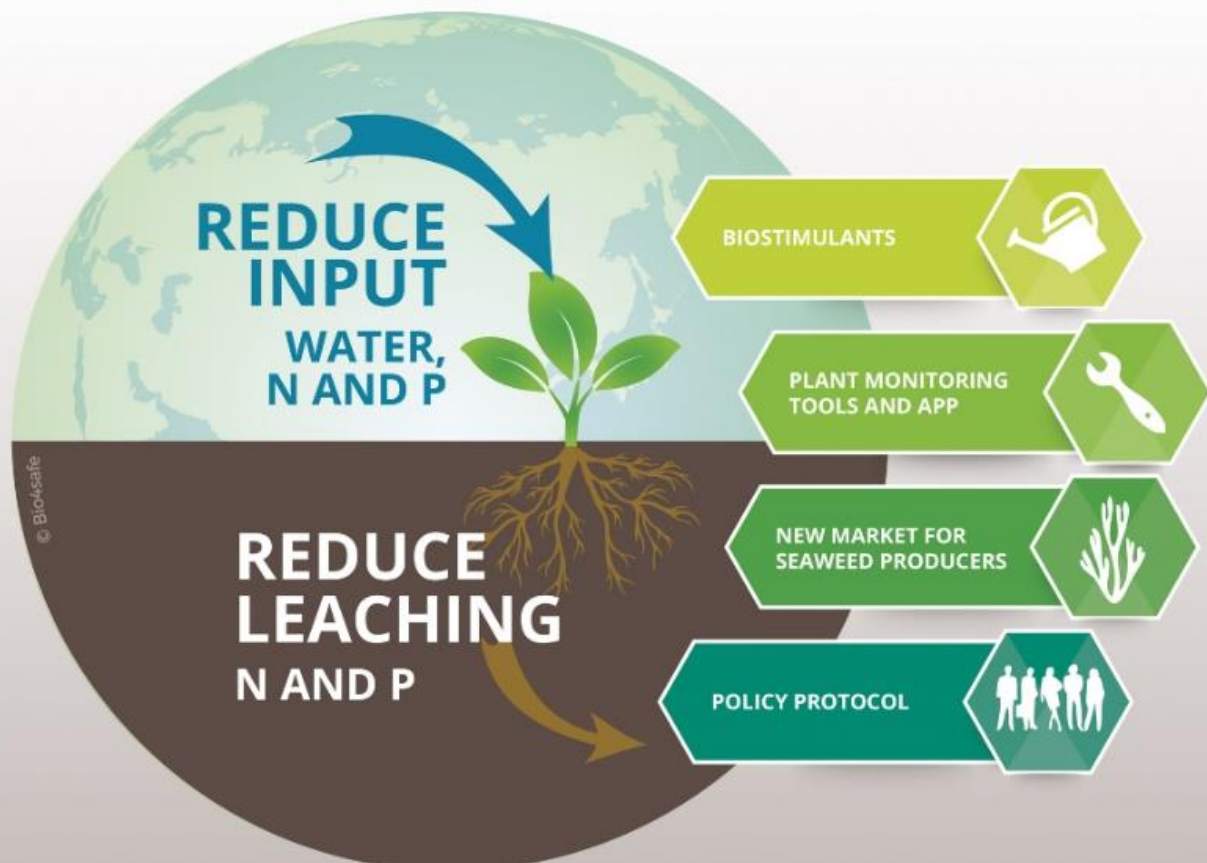 REDUCE
INPUT
WATER,
N AND P
REDUCE
LEACHING
N AND P
© Bio4safe
BIOSTIMULANTS
PLANT MONITORING
TOOLS AND APP
NEW MARKET FOR
SEAWEED PRODUCERS
POLICY PROTOCOL